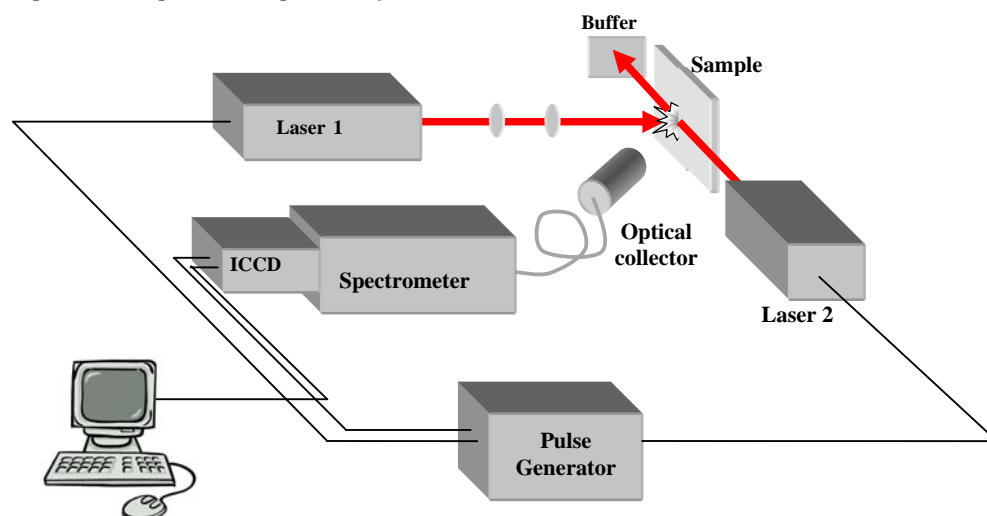 Buffer
Sample
Laser 1
Optical
collector
ICCD
Spectrometer
Laser 2
Pulse
Generator